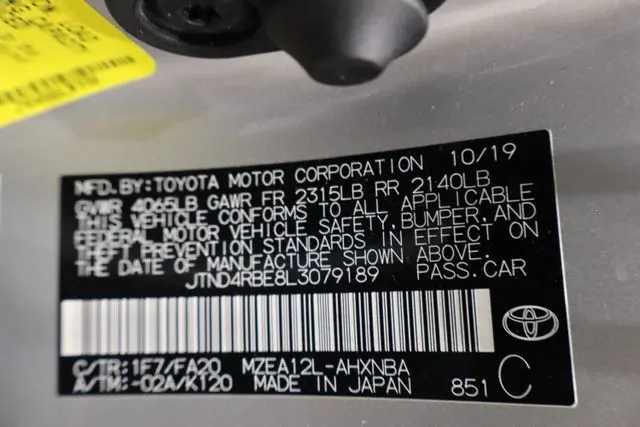 MFD. BY: TOYOTA MOTOR CORPORATION 10/19
GVWR 4065LB GAWR FR 2315LB RR 2140LB
THIS VEHICLE CONFORMS TO ALL APPLICABLE
FEDERAL MOTOR VEHICLE SAFETY, BUMPER, AND
THEFT PREVENTION STANDARDS IN EFFECT ON
THE DATE OF MANUFACTURE SHOWN ABOVE.
JTND4RBE8L3079189 PASS. CAR
C/TR: 1F7/FA20 MZEA12L-AHXNBA
A/TM: -02A/K120 MADE IN JAPAN 851 C